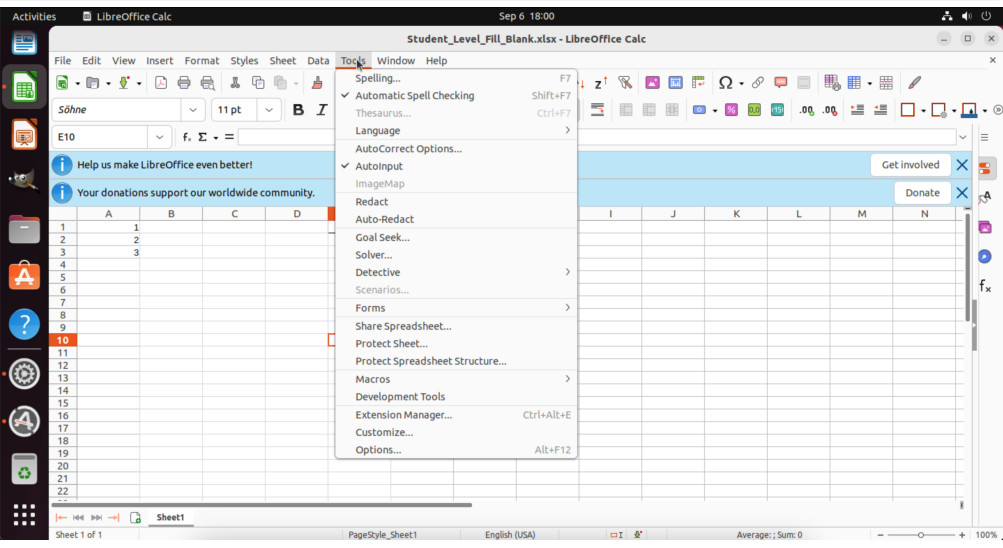 Activities LibreOffice Calc Sep 6 18:00
Student_Level_Fill_Blank.xlsx - LibreOffice Calc
File Edit View Insert Format Styles Sheet Data Tools Window Help
Söhne 11 pt B I
E10 fx Σ =
Help us make LibreOffice even better! Get involved
Your donations support our worldwide community. Donate
A B C D I J K L M N
1 1
2 2
3 3
4
5
6
7
8
9
10
11
12
13
14
15
16
17
18
19
20
21
22
Spelling... F7
Automatic Spell Checking Shift+F7
Thesaurus... Ctrl+F7
Language
AutoCorrect Options...
AutoInput
ImageMap
Redact
Auto-Redact
Goal Seek...
Solver...
Detective
Scenarios...
Forms
Share Spreadsheet...
Protect Sheet...
Protect Spreadsheet Structure...
Macros
Development Tools
Extension Manager... Ctrl+Alt+E
Customize...
Options... Alt+F12
Sheet1
Sheet 1 of 1 PageStyle_Sheet1 English (USA) Average: ; Sum: 0 100%